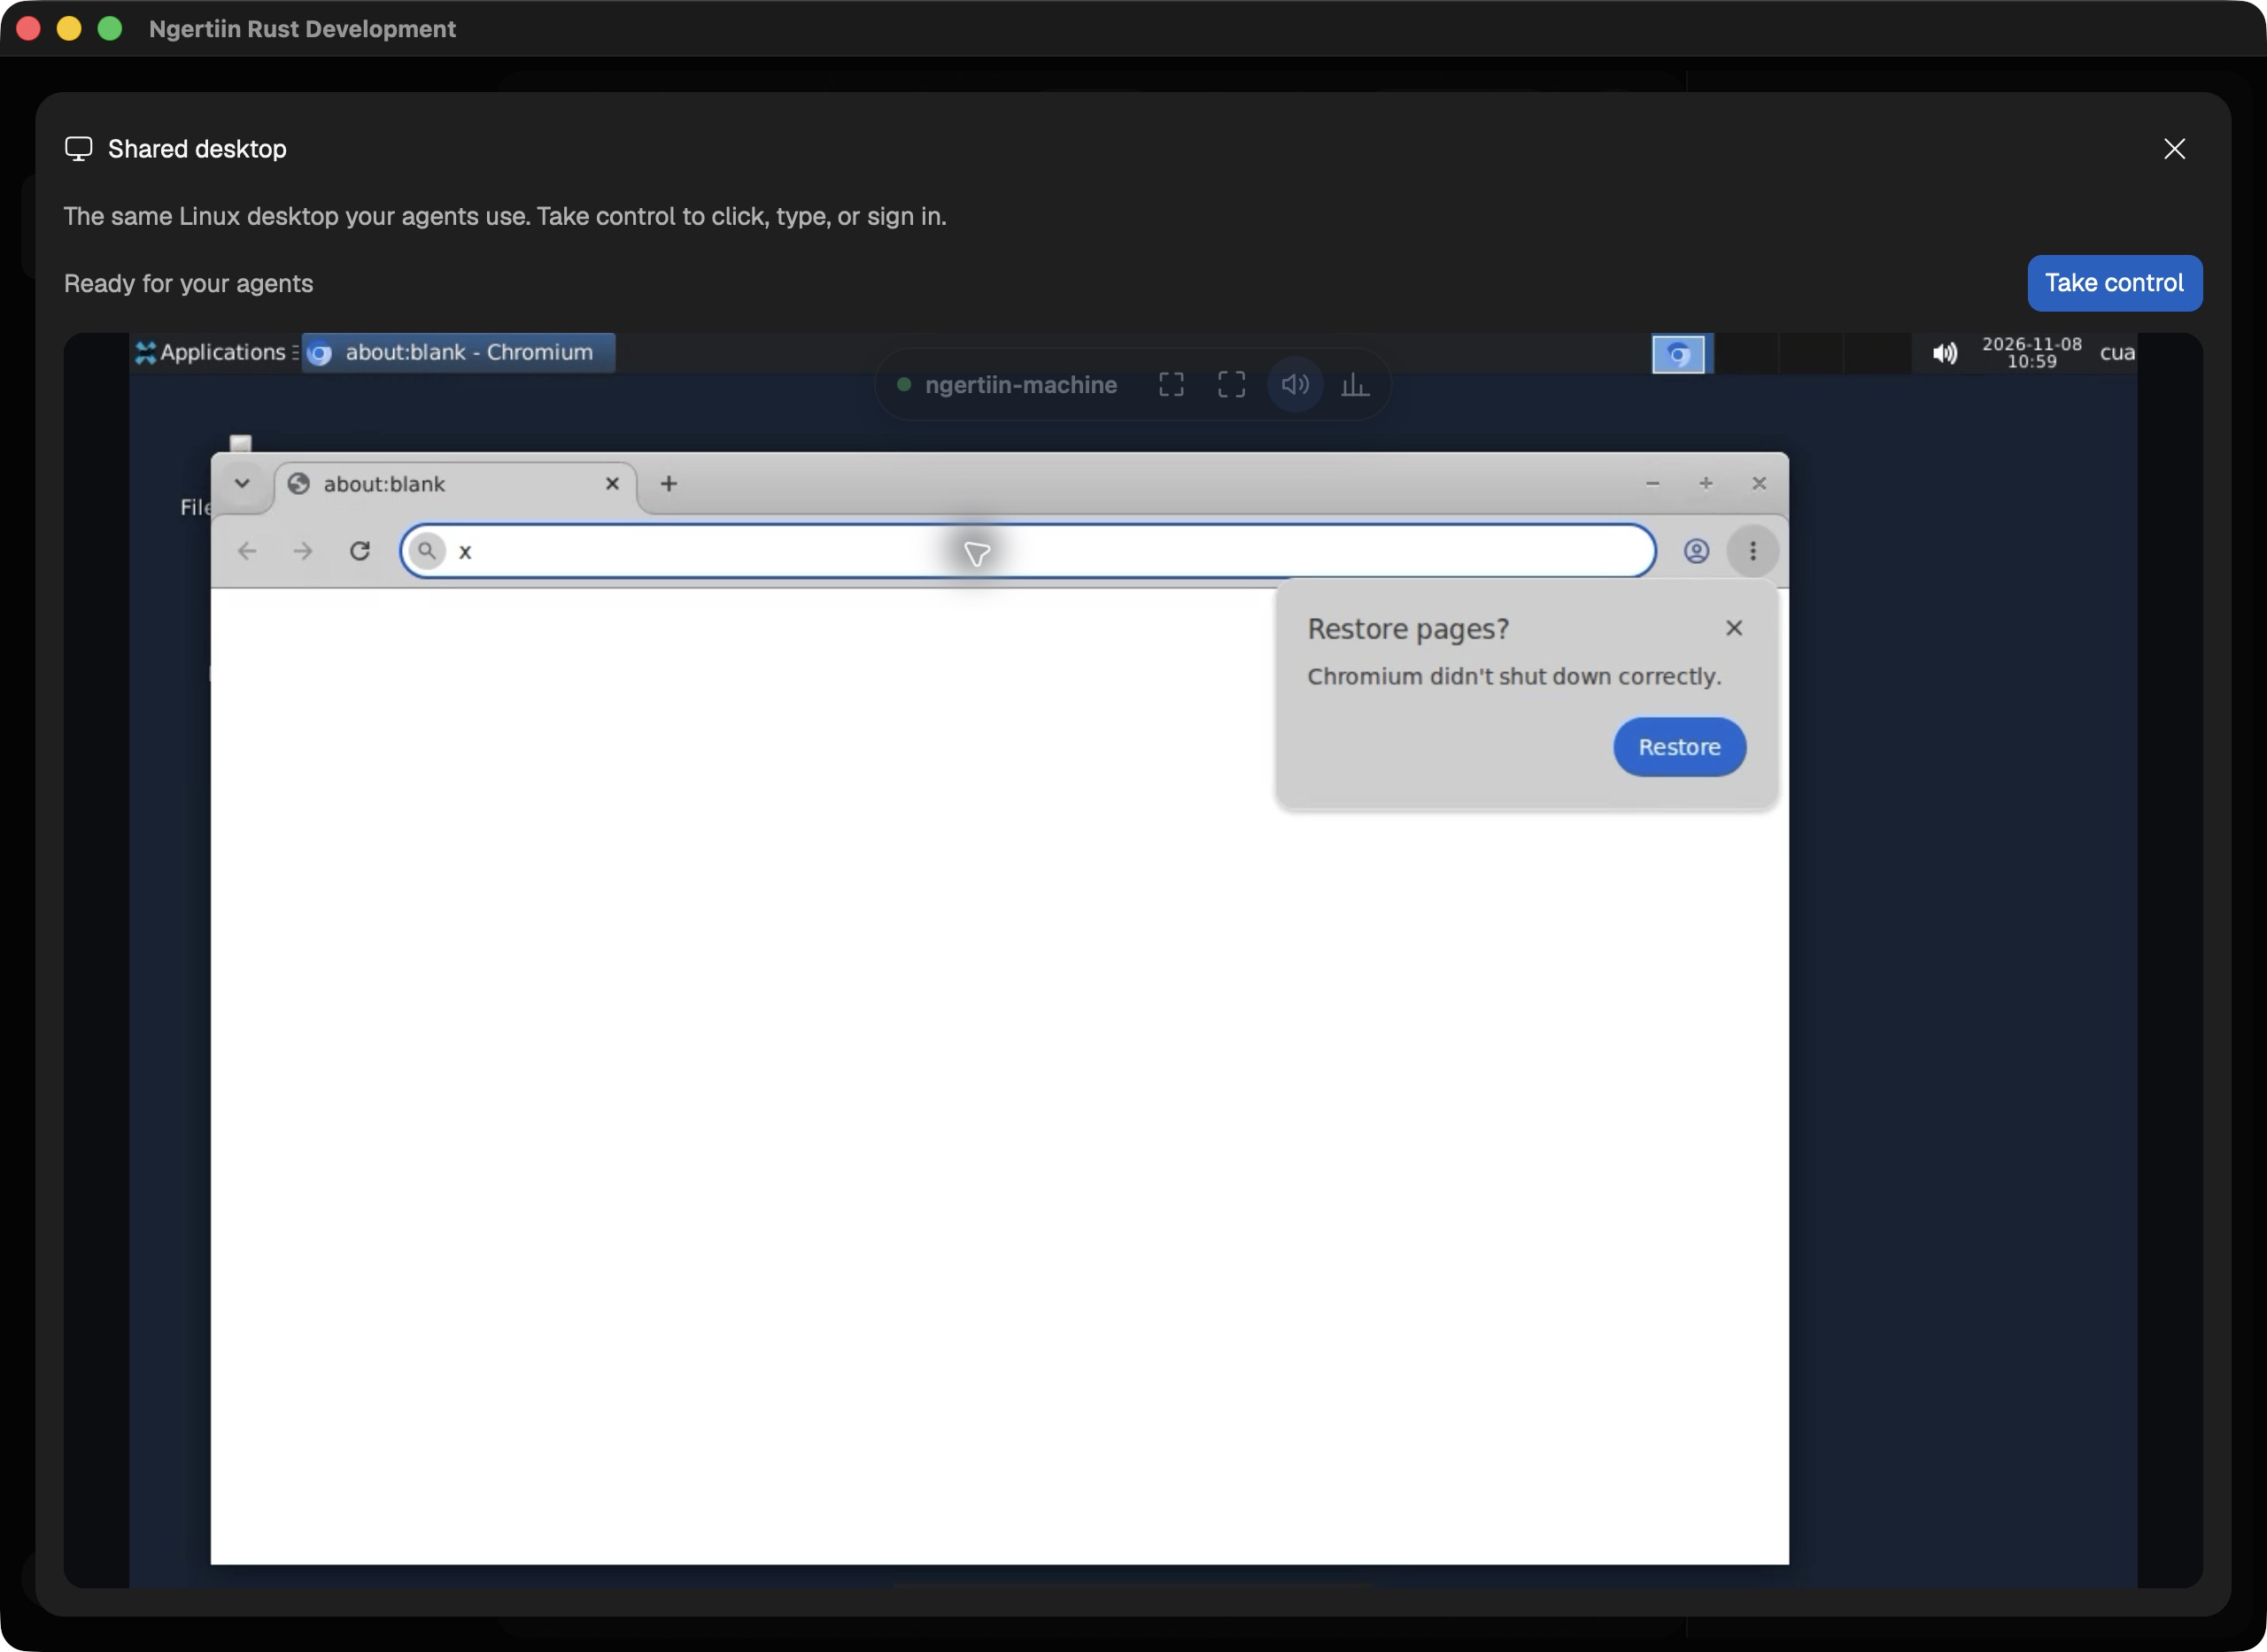 Ngertiin Rust Development
Shared desktop
The same Linux desktop your agents use. Take control to click, type, or sign in.
Ready for your agents
Take control
Applications
about:blank - Chromium
2026-11-08
10:59
cua
ngertiin-machine
about:blank
File
x
Restore pages?
Chromium didn't shut down correctly.
Restore